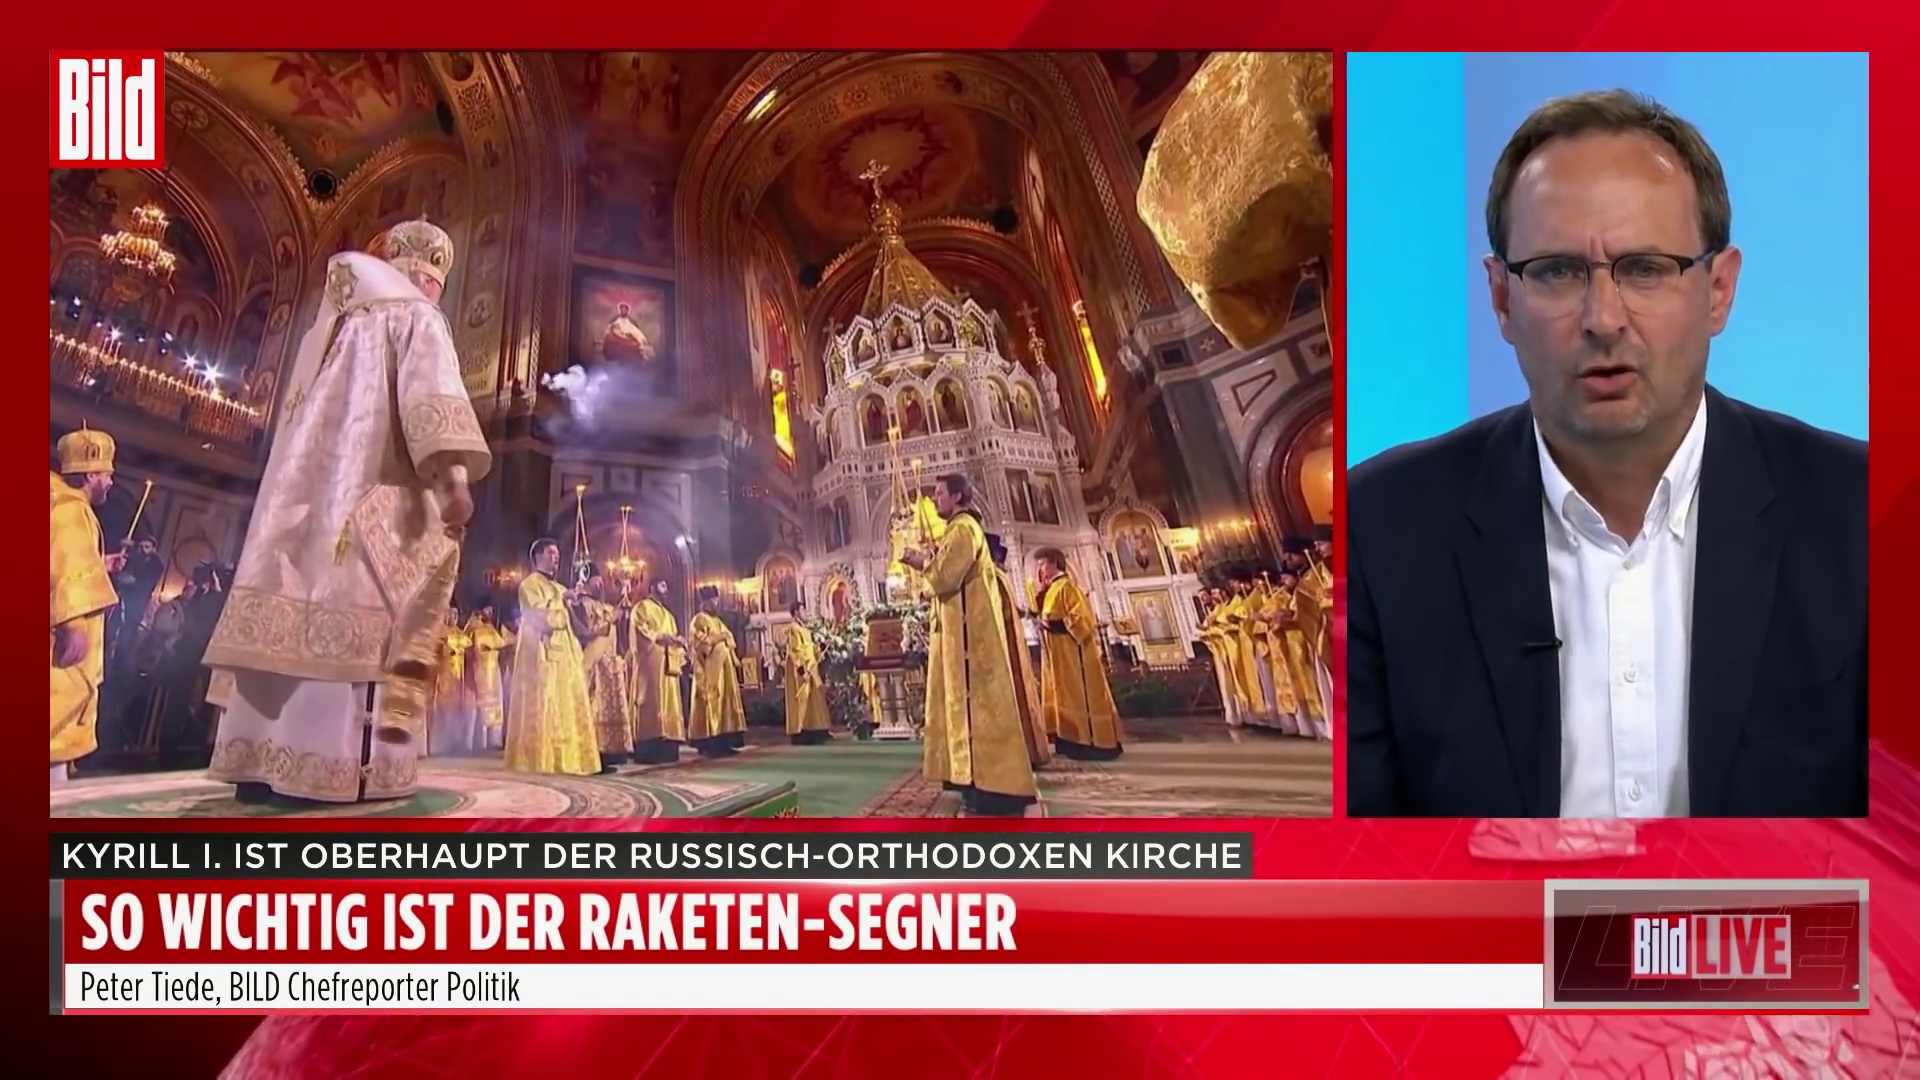 Bild
KYRILL I. IST OBERHAUPT DER RUSSISCH-ORTHODOXEN KIRCHE
SO WICHTIG IST DER RAKETEN-SEGNER
Peter Tiede, BILD Chefreporter Politik
Bild LIVE